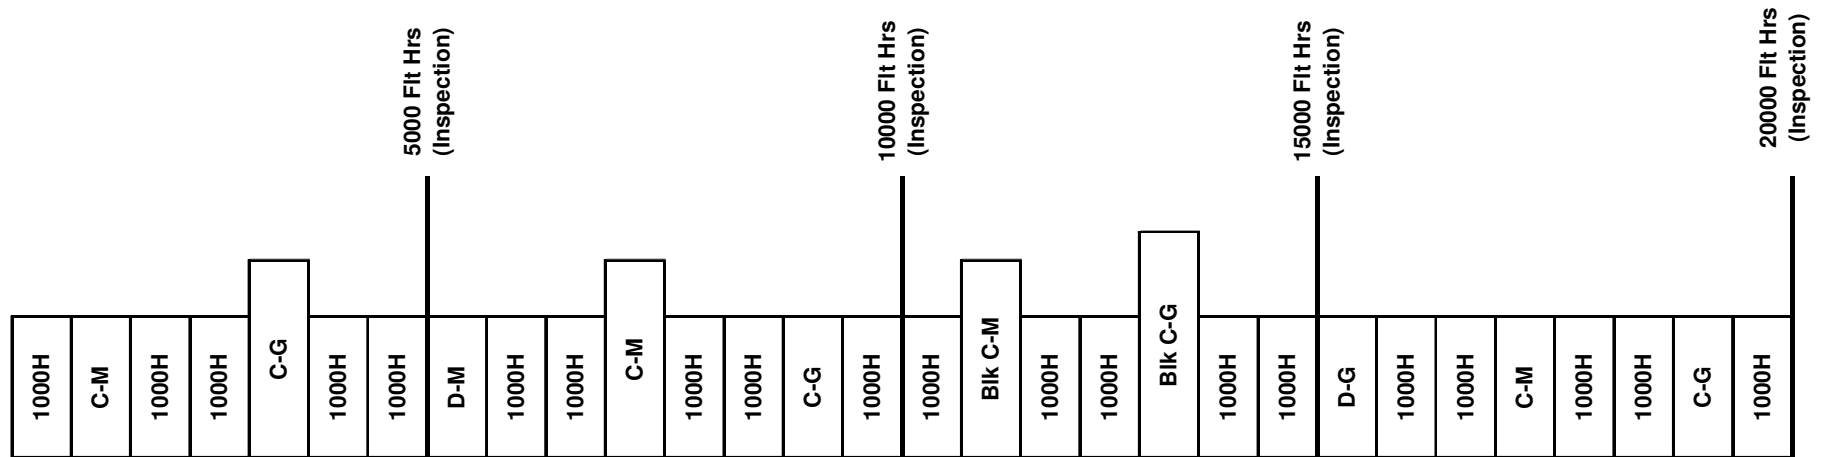 5000 Flt Hrs
(Inspection)
10000 Flt Hrs
(Inspection)
15000 Flt Hrs
(Inspection)
20000 Flt Hrs
(Inspection)
1000H
C-M
1000H
1000H
C-G
1000H
1000H
D-M
1000H
1000H
C-M
1000H
1000H
C-G
1000H
1000H
Blk C-M
1000H
1000H
Blk C-G
1000H
1000H
D-G
1000H
1000H
C-M
1000H
1000H
C-G
1000H